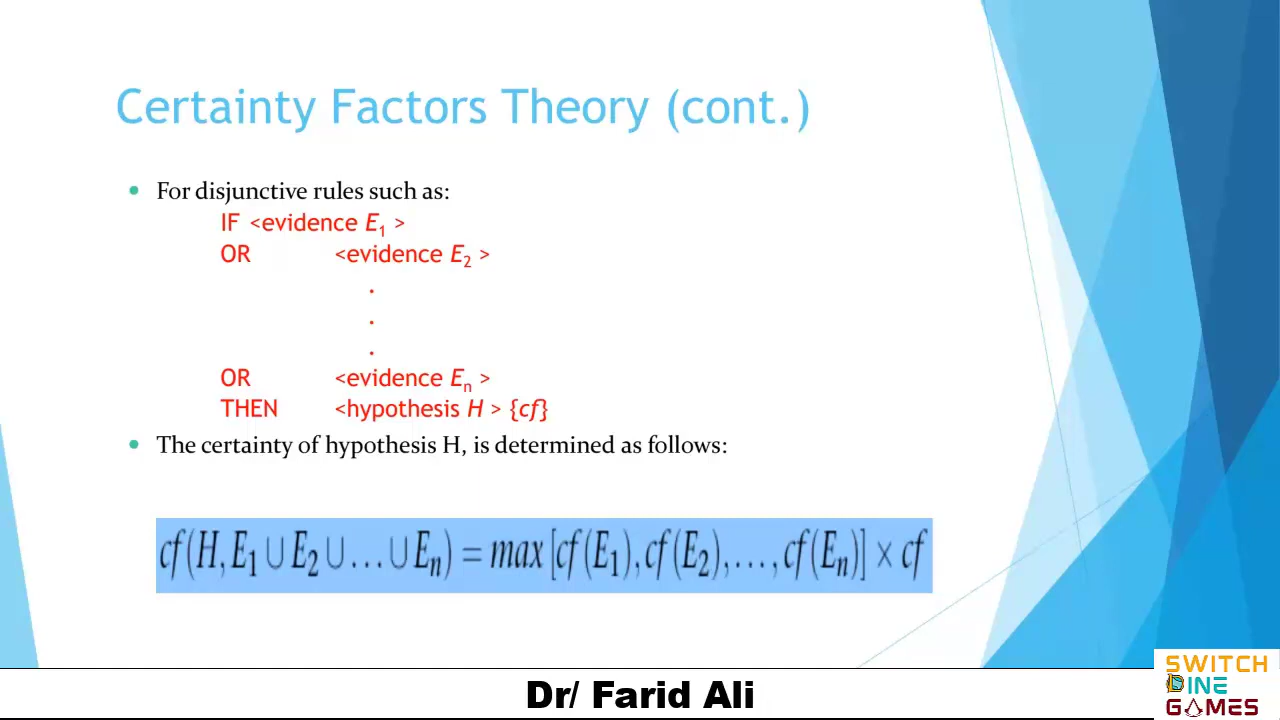 Certainty Factors Theory (cont.)
• For disjunctive rules such as:
IF <evidence E1 >
OR <evidence E2 >
.
.
.
OR <evidence En >
THEN <hypothesis H > {cf}
• The certainty of hypothesis H, is determined as follows:
cf(H, E1 ∪ E2 ∪ … ∪ En) = max [cf(E1), cf(E2), …, cf(En)] × cf
Dr/ Farid Ali
SWITCH
DINE
GAMES